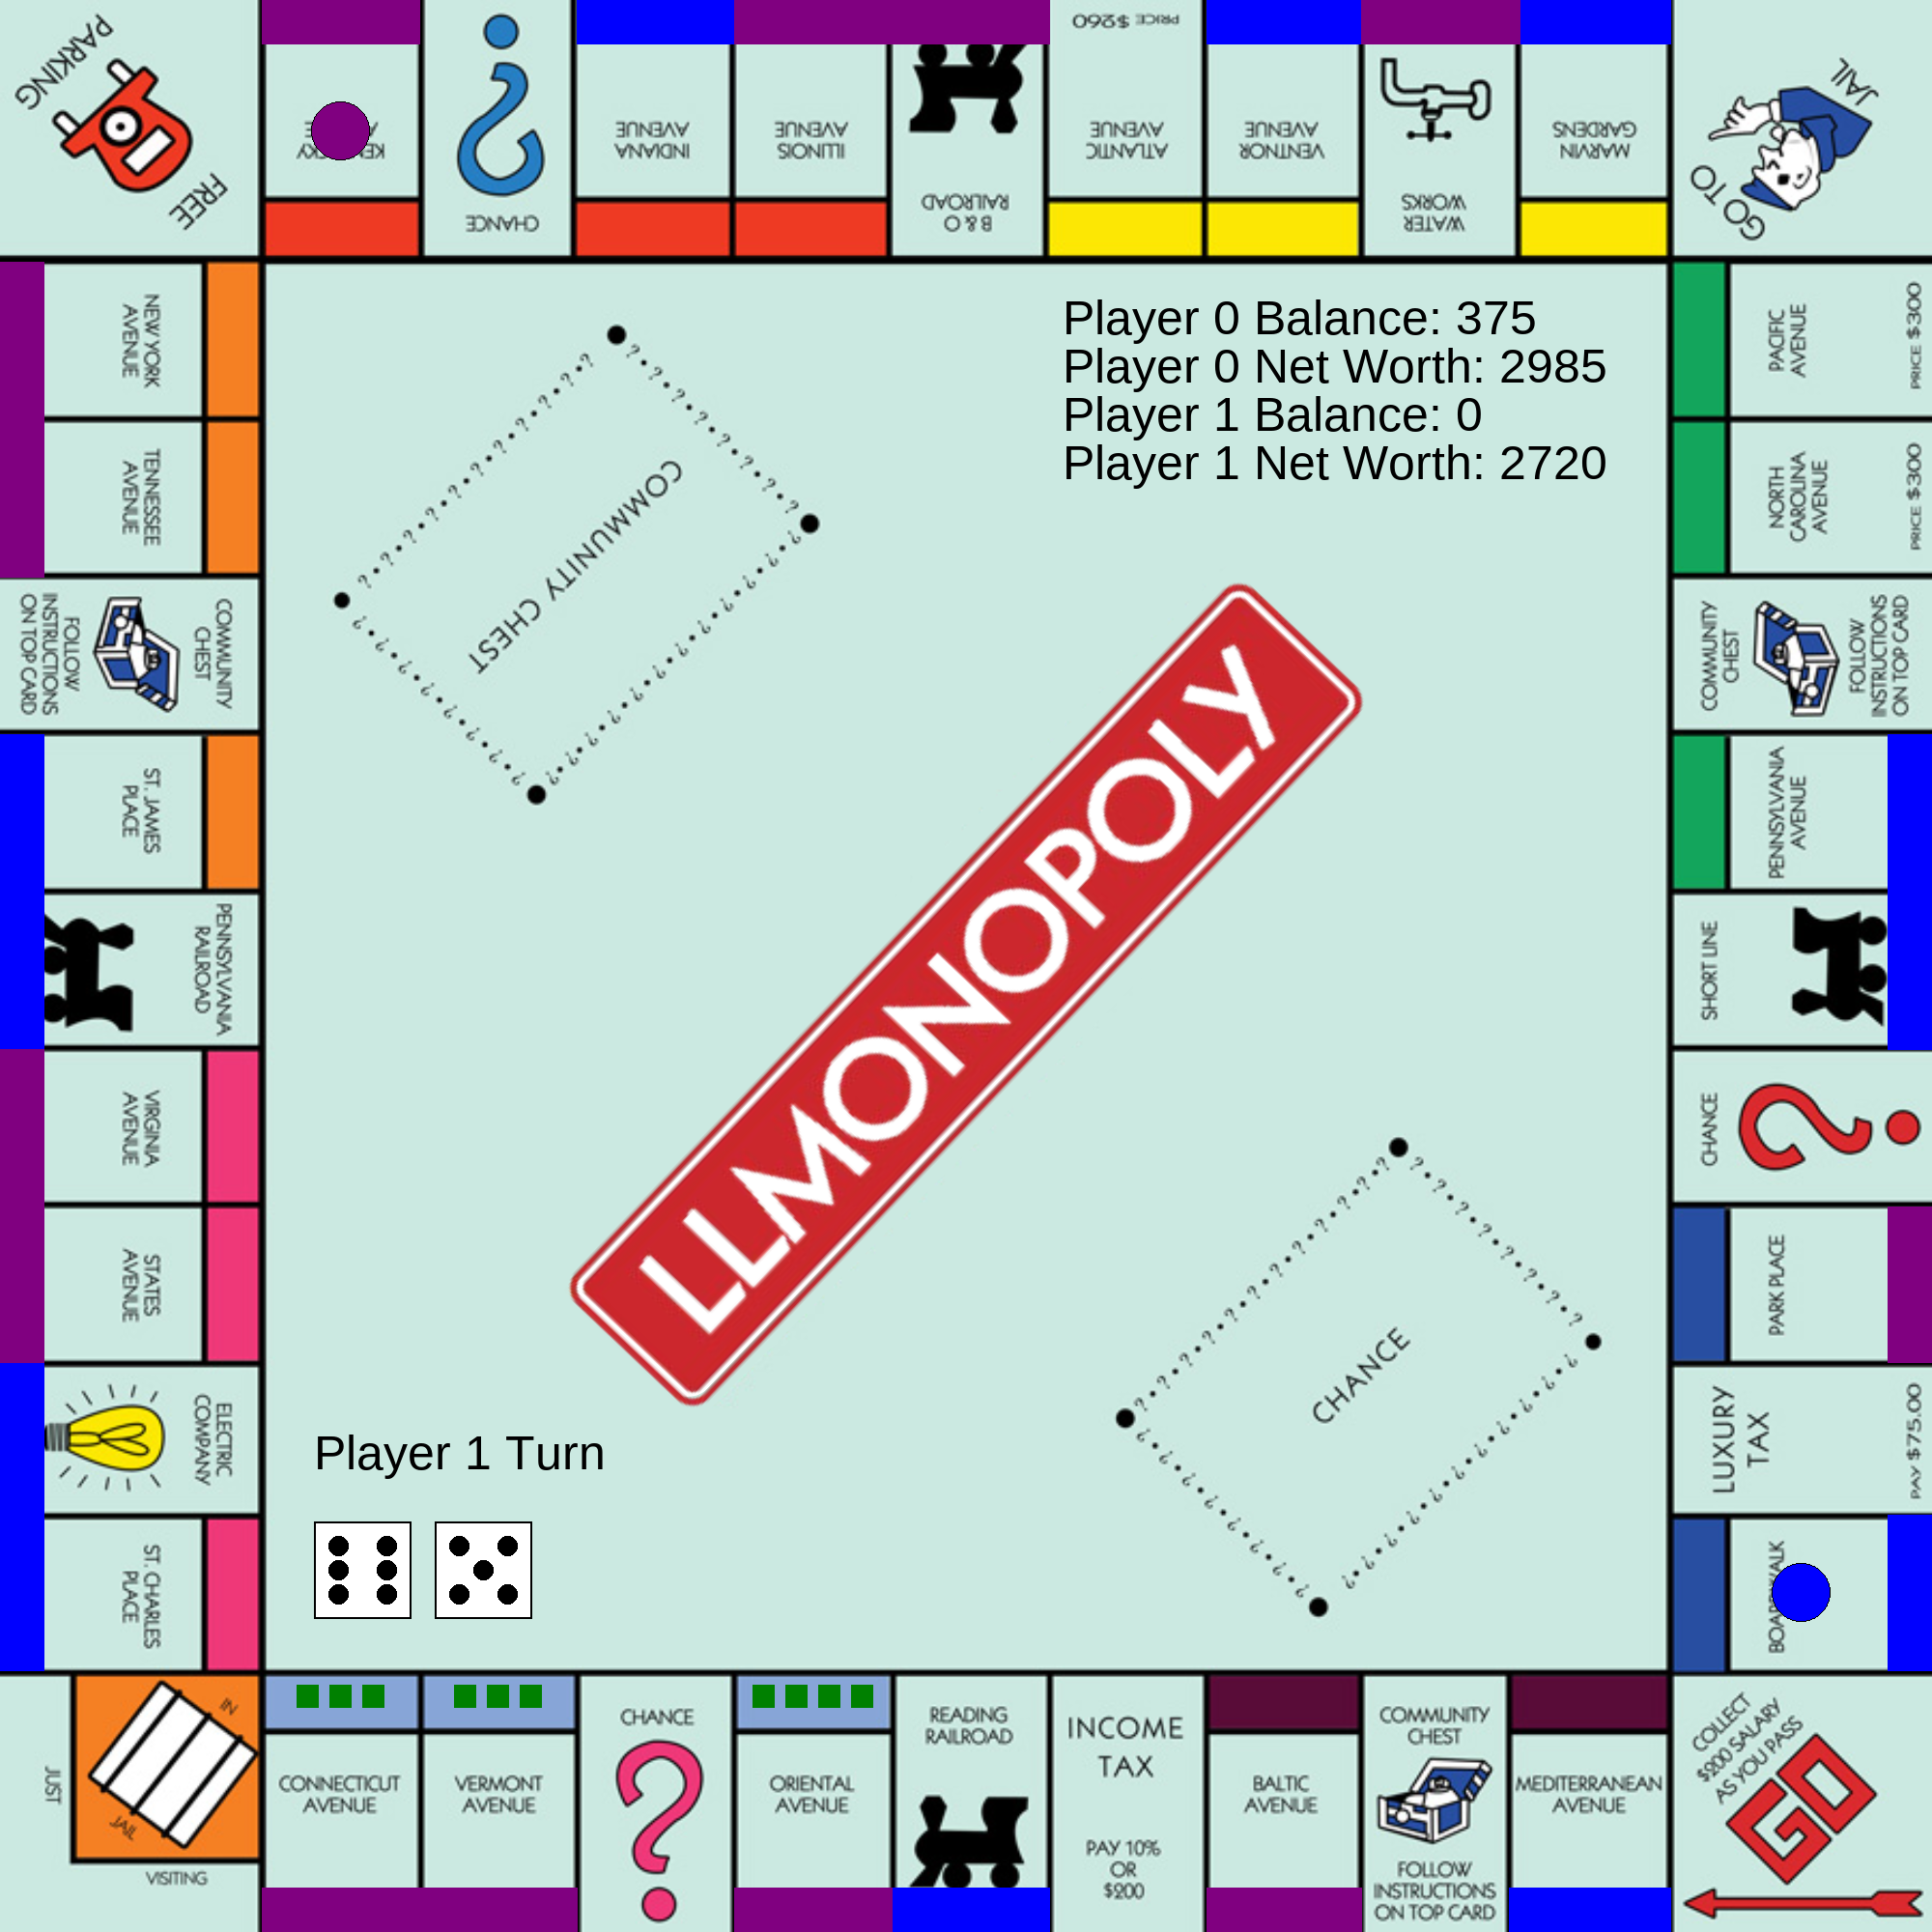 PARKING
FREE
KY
CHANCE
INDIANA
AVENUE
ILLINOIS
AVENUE
B & O
RAILROAD
PRICE $260
ATLANTIC
AVENUE
VENTNOR
AVENUE
WATER
WORKS
MARVIN
GARDENS
GO TO
JAIL
NEW YORK
AVENUE
TENNESSEE
AVENUE
COMMUNITY
CHEST
FOLLOW
INSTRUCTIONS
ON TOP CARD
ST. JAMES
PLACE
PENNSYLVANIA
RAILROAD
VIRGINIA
AVENUE
STATES
AVENUE
ELECTRIC
COMPANY
ST. CHARLES
PLACE
COMMUNITY CHEST
Player 0 Balance: 375
Player 0 Net Worth: 2985
Player 1 Balance: 0
Player 1 Net Worth: 2720
LLMONOPOLY
CHANCE
Player 1 Turn
PACIFIC
AVENUE
PRICE $300
NORTH
CAROLINA
AVENUE
PRICE $300
COMMUNITY
CHEST
FOLLOW
INSTRUCTIONS
ON TOP CARD
PENNSYLVANIA
AVENUE
SHORT LINE
CHANCE
PARK PLACE
LUXURY
TAX
PAY $75.00
JUST
VISITING
IN
JAIL
CONNECTICUT
AVENUE
VERMONT
AVENUE
CHANCE
ORIENTAL
AVENUE
READING
RAILROAD
INCOME
TAX
PAY 10%
OR
$200
BALTIC
AVENUE
COMMUNITY
CHEST
FOLLOW
INSTRUCTIONS
ON TOP CARD
MEDITERRANEAN
AVENUE
COLLECT
$200 SALARY
AS YOU PASS
GO